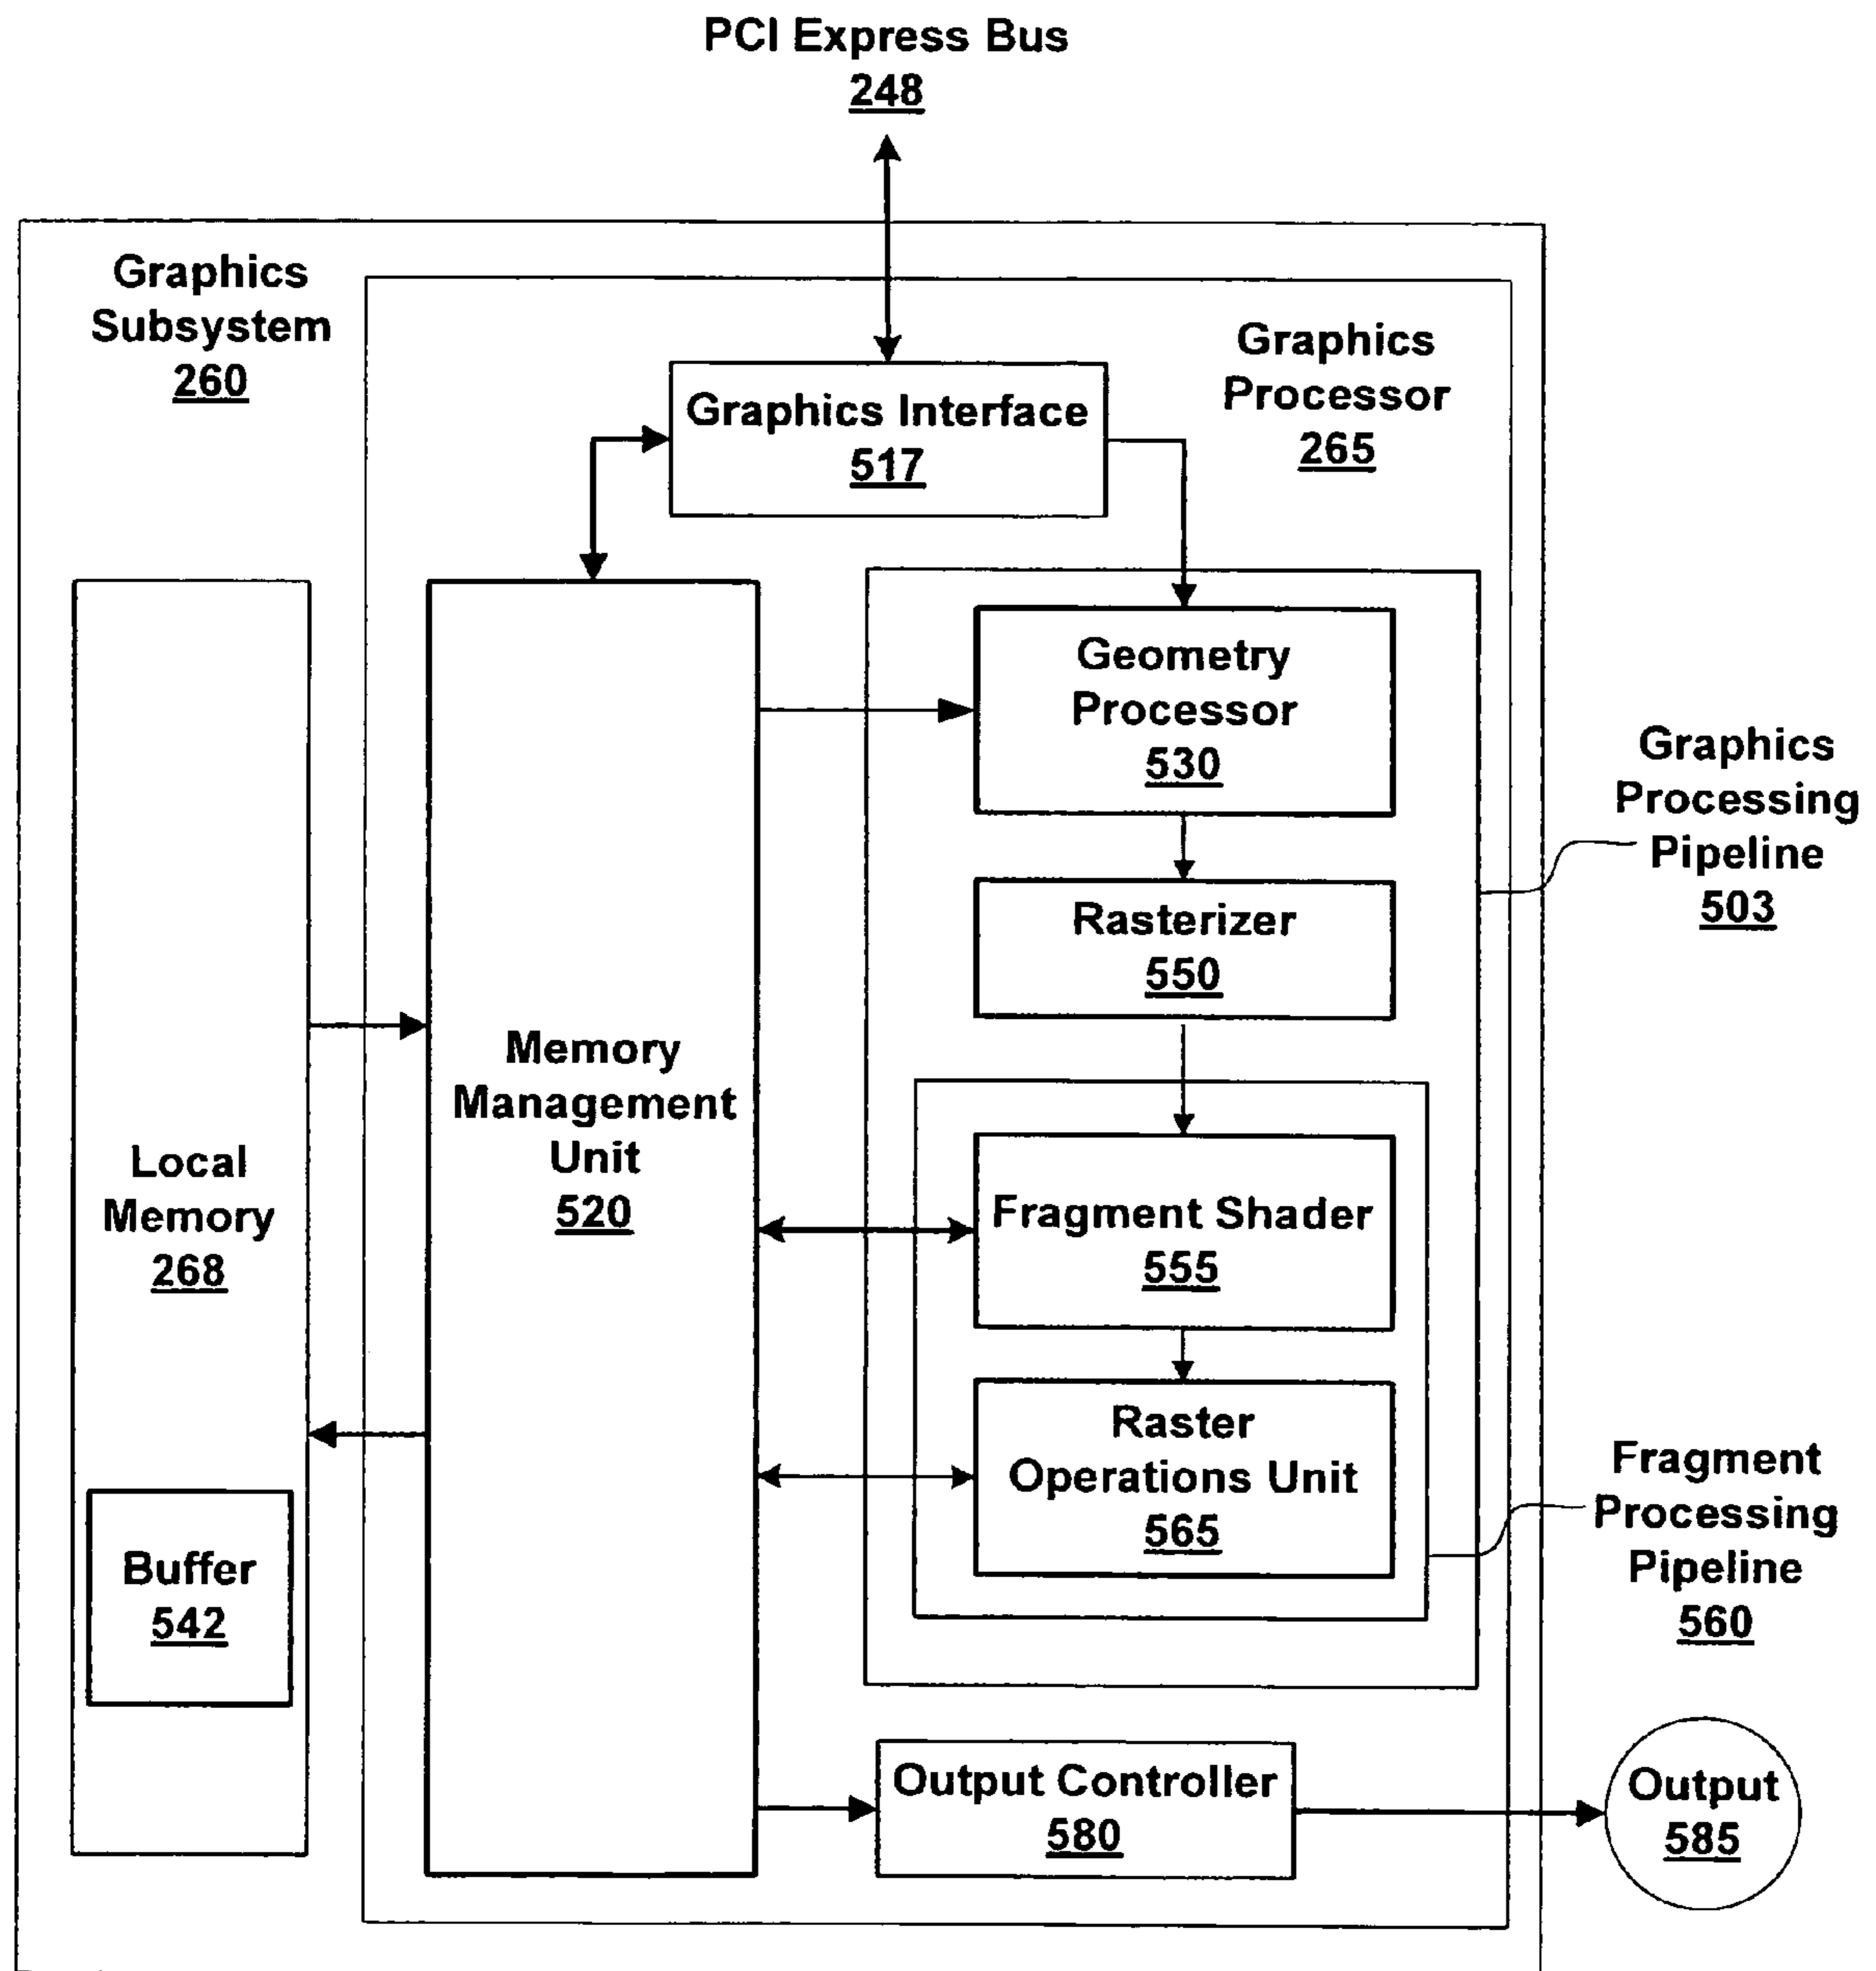 PCI Express Bus
248
Graphics
Subsystem
260
Graphics
Processor
265
Graphics Interface
517
Geometry
Processor
530
Graphics
Processing
Pipeline
503
Rasterizer
550
Memory
Management
Unit
520
Local
Memory
268
Fragment Shader
555
Raster
Operations Unit
565
Fragment
Processing
Pipeline
560
Buffer
542
Output Controller
580
Output
585